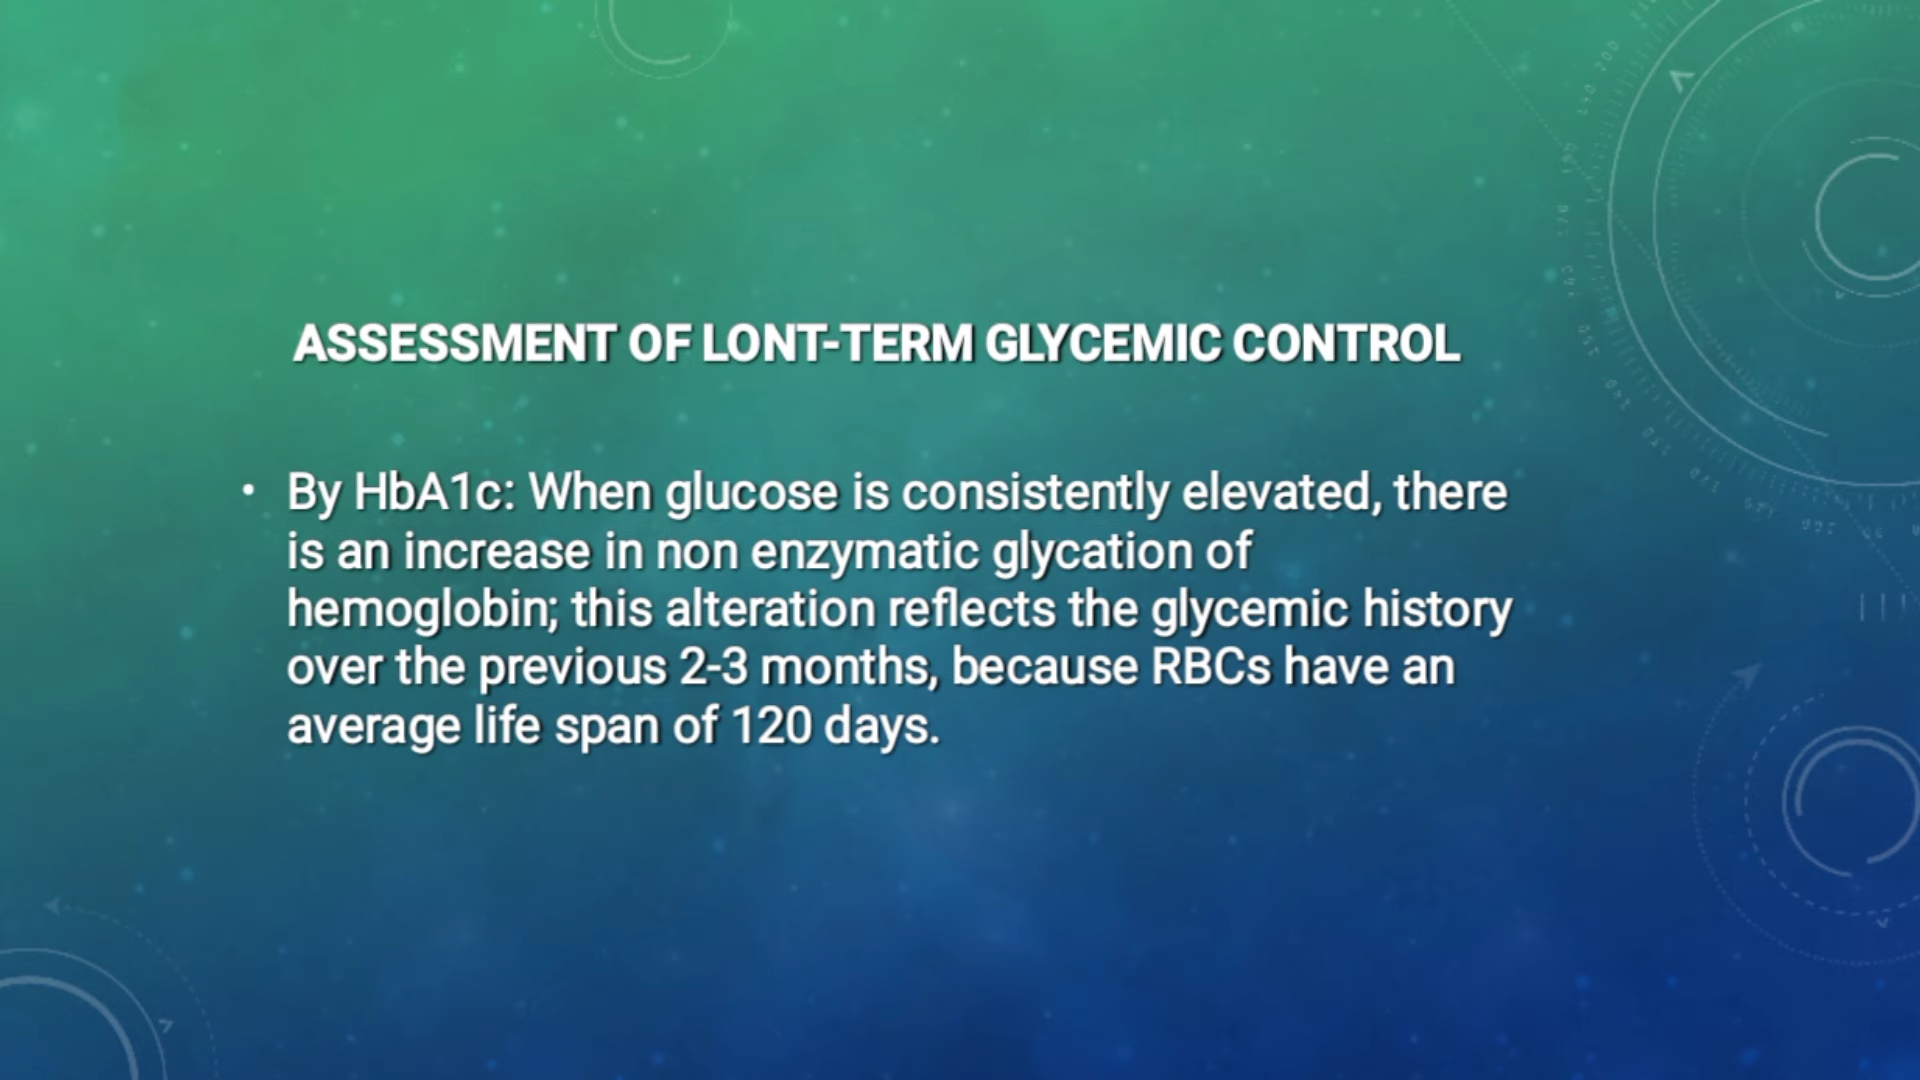 ASSESSMENT OF LONT-TERM GLYCEMIC CONTROL
• By HbA1c: When glucose is consistently elevated, there
is an increase in non enzymatic glycation of
hemoglobin; this alteration reflects the glycemic history
over the previous 2-3 months, because RBCs have an
average life span of 120 days.